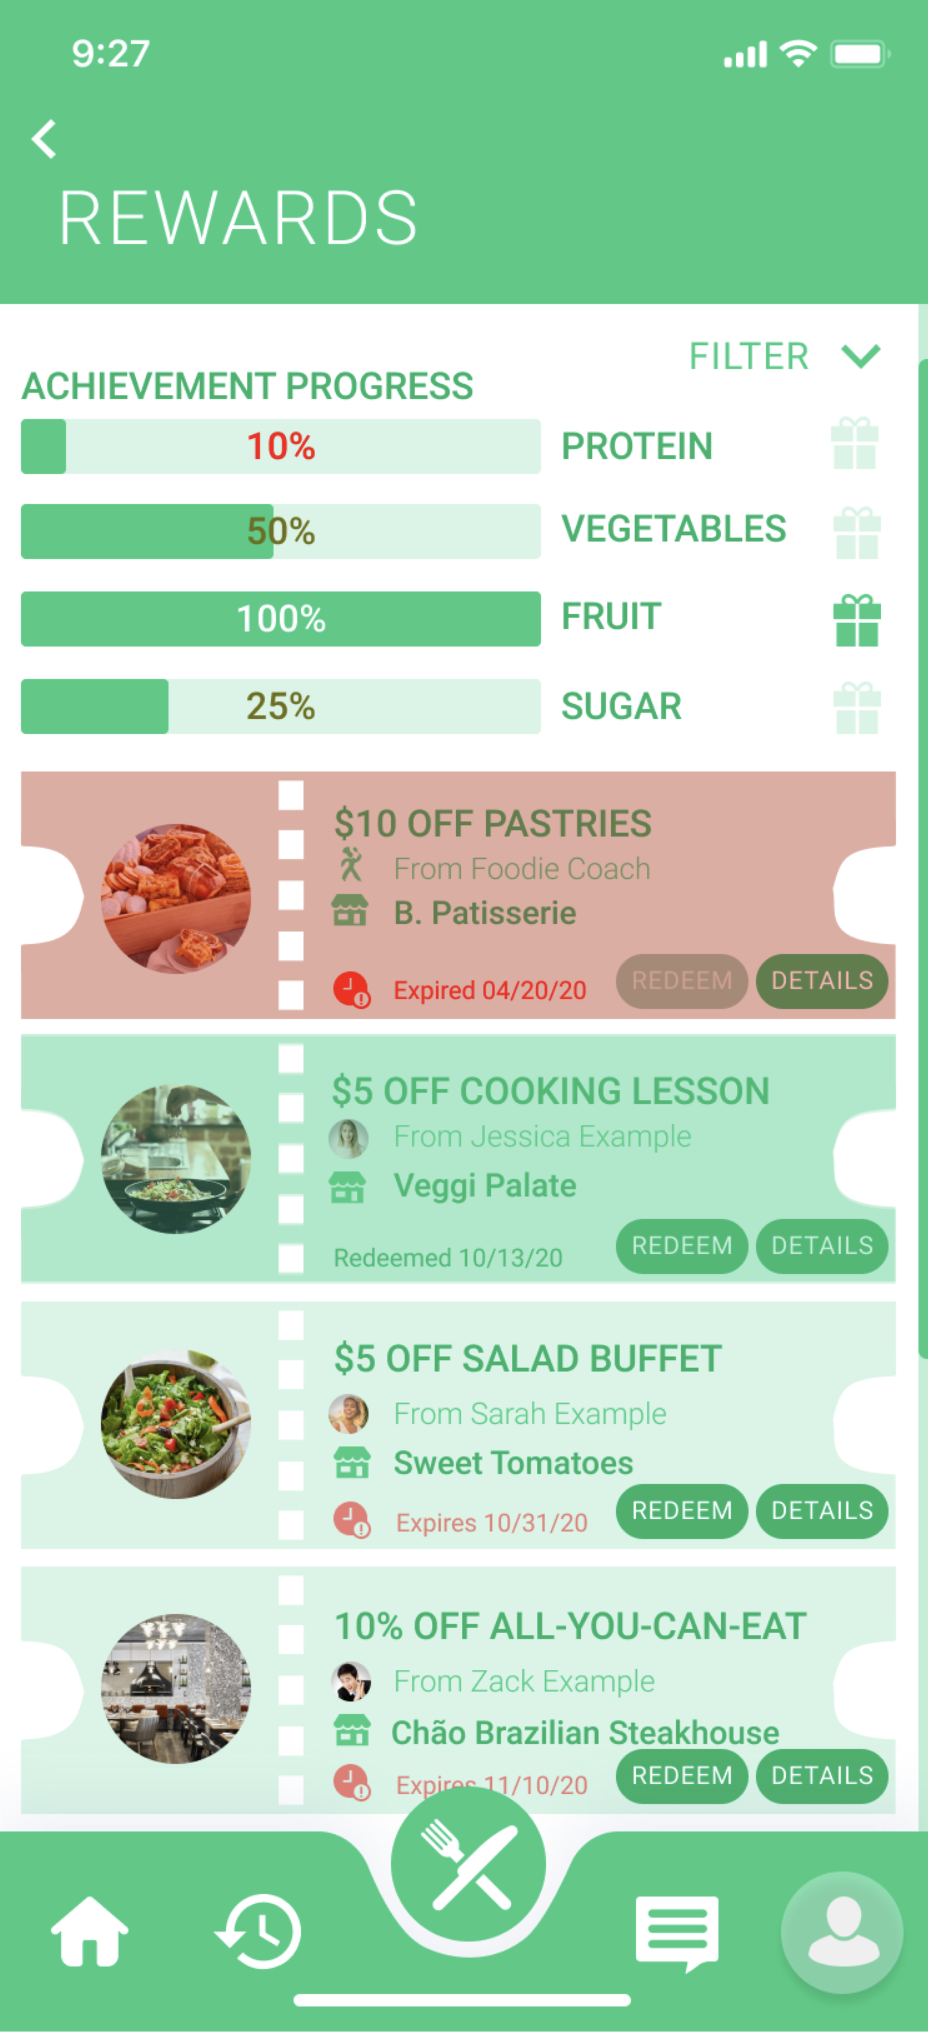 9:27
REWARDS
FILTER
ACHIEVEMENT PROGRESS
10% PROTEIN
50% VEGETABLES
100% FRUIT
25% SUGAR
$10 OFF PASTRIES
From Foodie Coach
B. Patisserie
Expired 04/20/20 REDEEM DETAILS
$5 OFF COOKING LESSON
From Jessica Example
Veggi Palate
Redeemed 10/13/20 REDEEM DETAILS
$5 OFF SALAD BUFFET
From Sarah Example
Sweet Tomatoes
Expires 10/31/20 REDEEM DETAILS
10% OFF ALL-YOU-CAN-EAT
From Zack Example
Chão Brazilian Steakhouse
Expires 11/10/20 REDEEM DETAILS